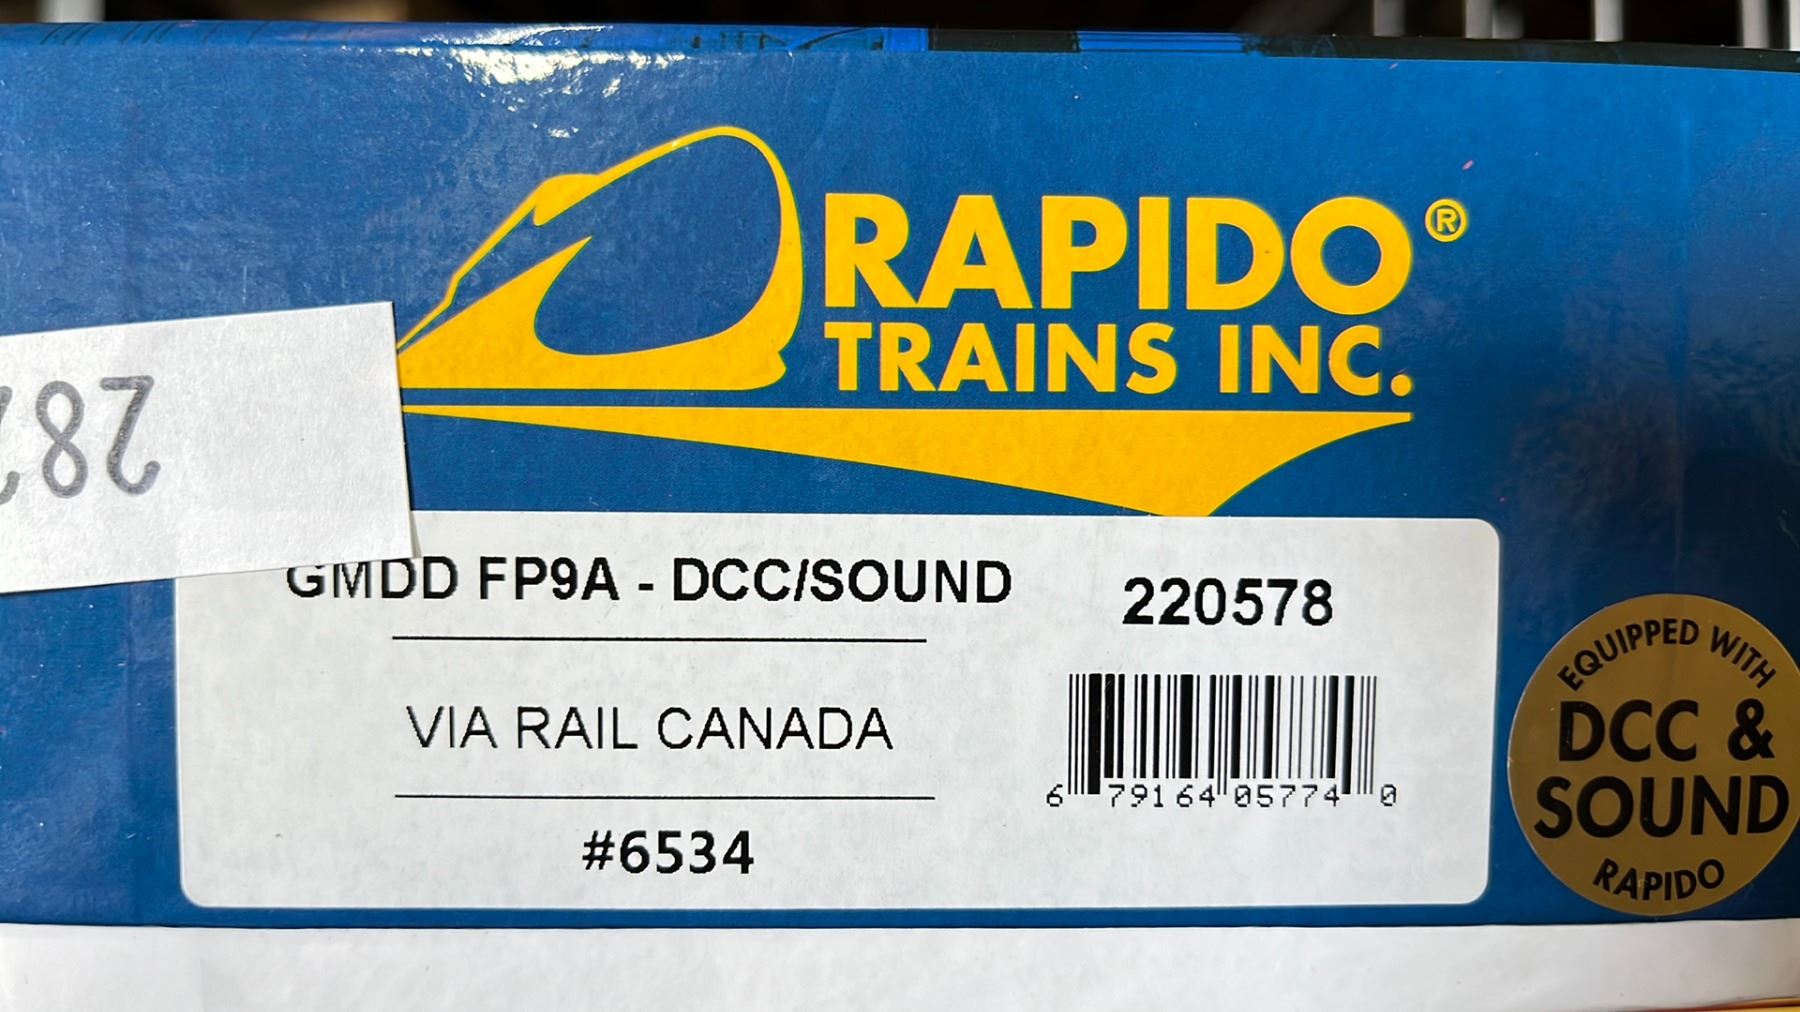 RAPIDO®
TRAINS INC.
GMDD FP9A - DCC/SOUND
220578
VIA RAIL CANADA
6 79164 05774 0
#6534
EQUIPPED WITH
DCC &
SOUND
RAPIDO